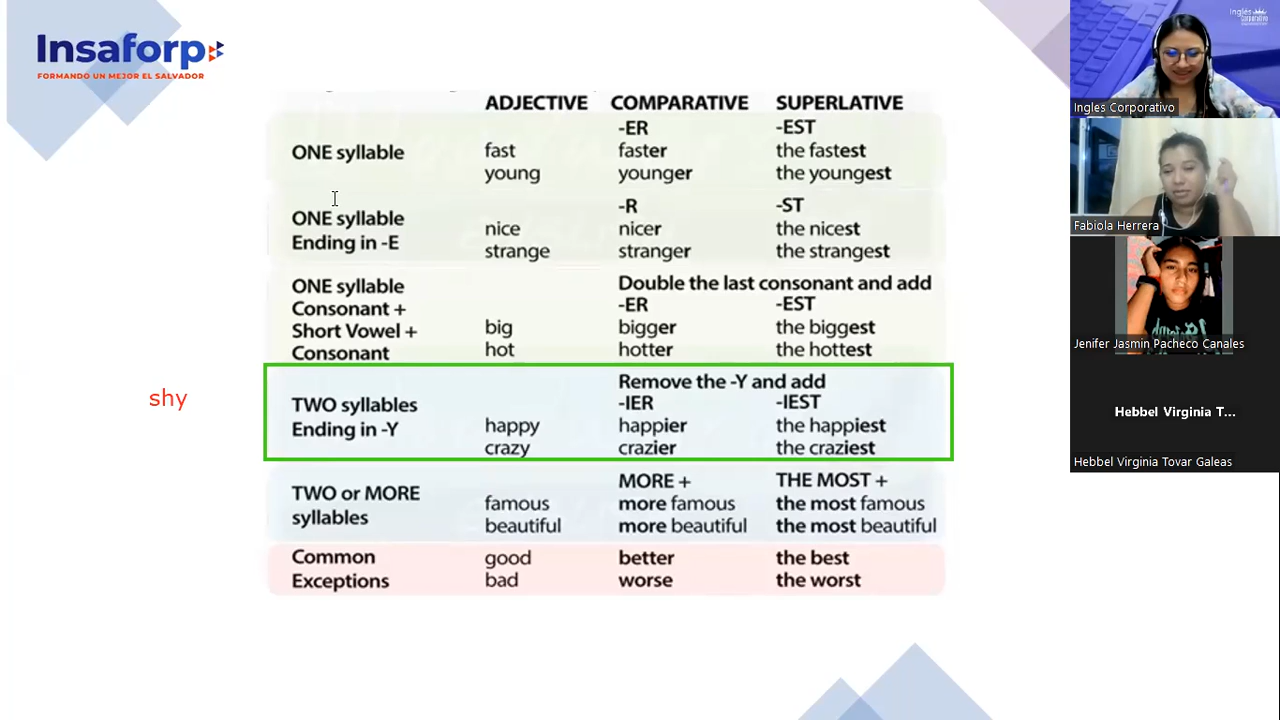 Insaforp
FORMANDO UN MEJOR EL SALVADOR
ADJECTIVE COMPARATIVE SUPERLATIVE
-ER -EST
ONE syllable fast faster the fastest
young younger the youngest
-R -ST
ONE syllable nice nicer the nicest
Ending in -E strange stranger the strangest
ONE syllable Double the last consonant and add
Consonant + -ER -EST
Short Vowel + big bigger the biggest
Consonant hot hotter the hottest
shy
Remove the -Y and add
TWO syllables -IER -IEST
Ending in -Y happy happier the happiest
crazy crazier the craziest
MORE + THE MOST +
TWO or MORE famous more famous the most famous
syllables beautiful more beautiful the most beautiful
Common good better the best
Exceptions bad worse the worst
Inglés
Corporativo
Ingles Corporativo
Fabiola Herrera
Jenifer Jasmin Pacheco Canales
Hebbel Virginia T...
Hebbel Virginia Tovar Galeas